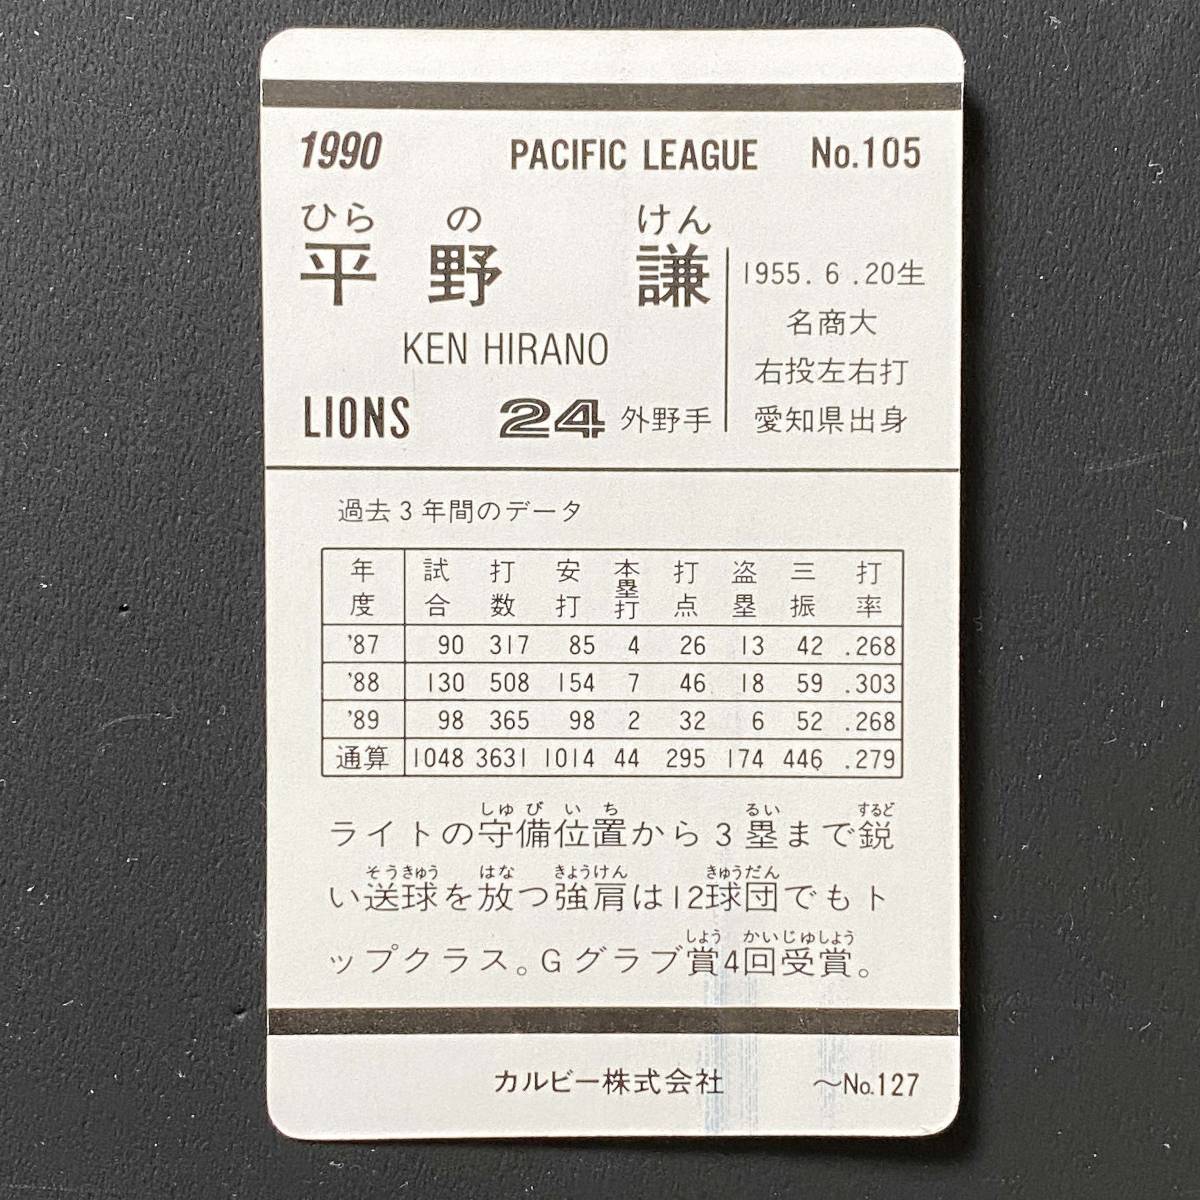 1990 PACIFIC LEAGUE No.105
ひら の けん
平野 謙
KEN HIRANO
LIONS 24 外野手
1955.6.20生
名商大
右投左右打
愛知県出身
過去3年間のデータ
年度 試合 打数 安打 本塁打 打点 盗塁 三振 打率
'87 90 317 85 4 26 13 42 .268
'88 130 508 154 7 46 18 59 .303
'89 98 365 98 2 32 6 52 .268
通算 1048 3631 1014 44 295 174 446 .279
しゅ び い ち るい するど
ライトの守備位置から3塁まで鋭
そうきゅう はな きょうけん きゅうだん
い送球を放つ強肩は12球団でもト
しょう かいじゅしょう
ップクラス。Gグラブ賞4回受賞。
カルビー株式会社 〜No.127